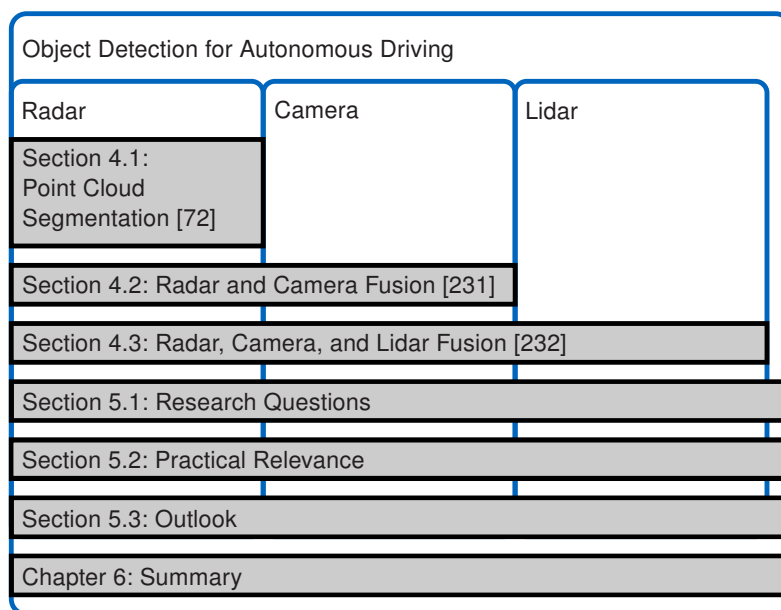 Object Detection for Autonomous Driving
Radar
Camera
Lidar
Section 4.1:
Point Cloud
Segmentation [72]
Section 4.2: Radar and Camera Fusion [231]
Section 4.3: Radar, Camera, and Lidar Fusion [232]
Section 5.1: Research Questions
Section 5.2: Practical Relevance
Section 5.3: Outlook
Chapter 6: Summary